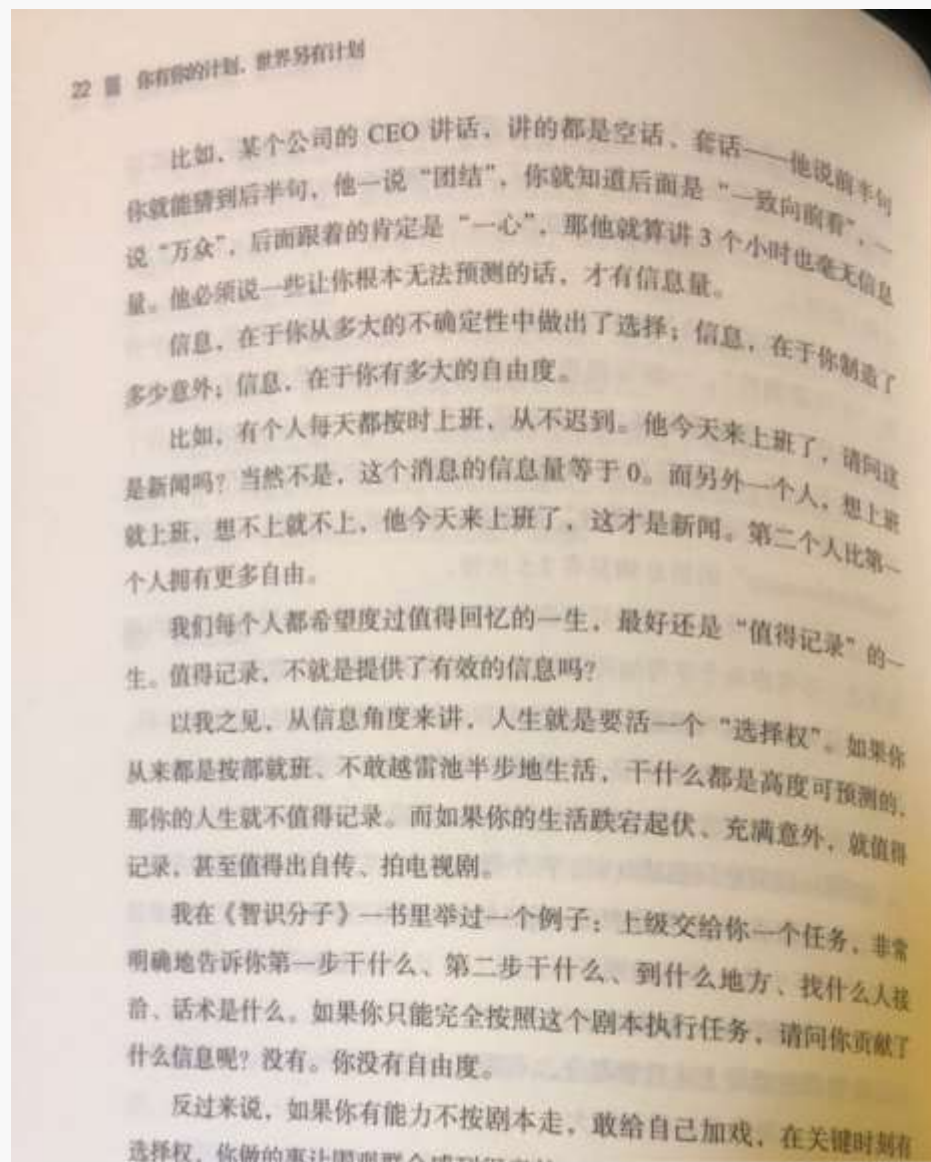 22 你有你的计划，世界另有计划
比如，某个公司的 CEO 讲话，讲的都是空话、套话——他说前半句
你就能猜到后半句，他一说“团结”，你就知道后面是“一致向前看”，一
说“万众”，后面跟着的肯定是“一心”，那他就算讲 3 个小时也毫无信息
量。他必须说一些让你根本无法预测的话，才有信息量。
信息，在于你从多大的不确定性中做出了选择；信息，在于你制造了
多少意外；信息，在于你有多大的自由度。
比如，有个人每天都按时上班，从不迟到。他今天来上班了，请问这
是新闻吗？当然不是，这个消息的信息量等于 0。而另外一个人，想上班
就上班，想不上就不上，他今天来上班了，这才是新闻。第二个人比第一
个人拥有更多自由。
我们每个人都希望度过值得回忆的一生，最好还是“值得记录”的一
生。值得记录，不就是提供了有效的信息吗？
以我之见，从信息角度来讲，人生就是要活一个“选择权”。如果你
从来都是按部就班、不敢越雷池半步地生活，干什么都是高度可预测的，
那你的人生就不值得记录。而如果你的生活跌宕起伏、充满意外，就值得
记录，甚至值得出自传、拍电视剧。
我在《智识分子》一书里举过一个例子：上级交给你一个任务，非常
明确地告诉你第一步干什么、第二步干什么、到什么地方、找什么人接
洽、话术是什么。如果你只能完全按照这个剧本执行任务，请问你贡献了
什么信息呢？没有。你没有自由度。
反过来说，如果你有能力不按剧本走，敢给自己加戏，在关键时刻有
选择权，你做的事让围观群众感到